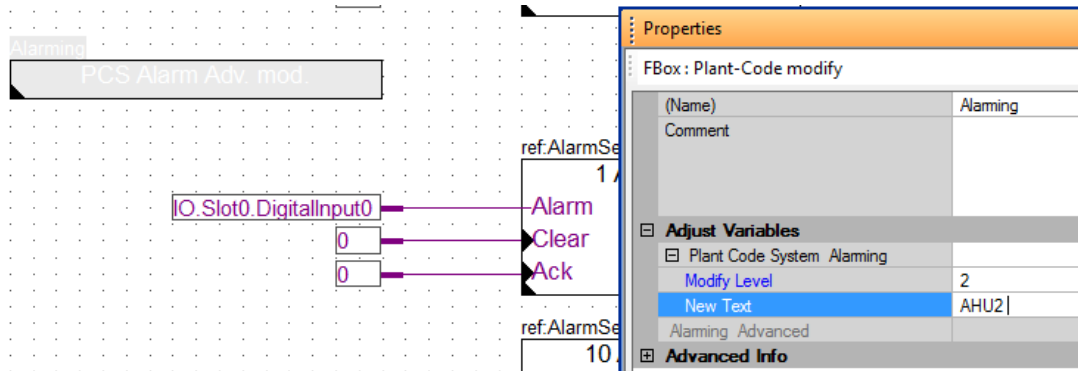 Alarming
PCS Alarm Adv. mod.
ref:AlarmSe
1
IO.Slot0.DigitalInput0
Alarm
0
Clear
0
Ack
ref:AlarmSe
10
Properties
FBox : Plant-Code modify
(Name) Alarming
Comment
Adjust Variables
Plant Code System Alarming
Modify Level 2
New Text AHU2
Alarming Advanced
Advanced Info